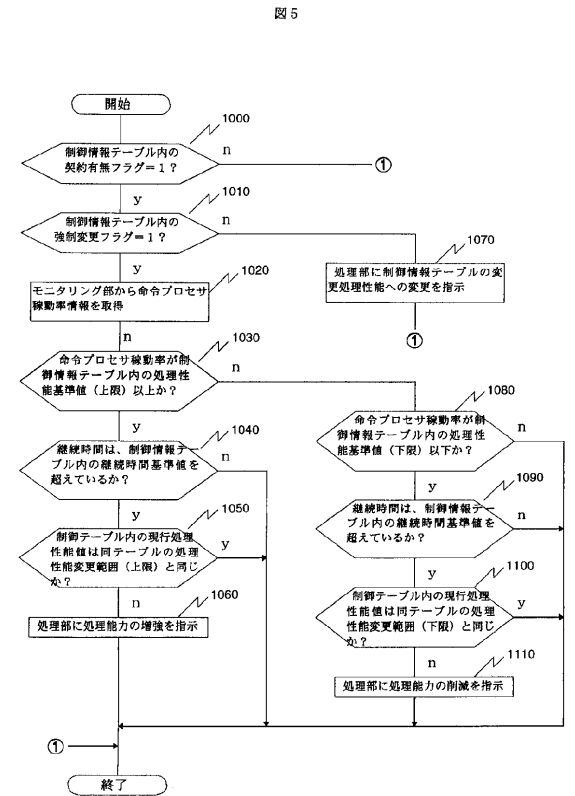 図5
開始
1000
制御情報テーブル内の
契約有無フラグ=1?
n
①
y
1010
制御情報テーブル内の
強制変更フラグ=1?
n
y
1070
処理部に制御情報テーブルの変
更処理性能への変更を指示
①
1020
モニタリング部から命令プロセサ
稼動率情報を取得
n
1030
命令プロセサ稼動率が制
御情報テーブル内の処理性
能基準値(上限)以上か?
n
y
1080
命令プロセサ稼動率が制
御情報テーブル内の処理性
能基準値(下限)以下か?
n
y
1040
継続時間は、制御情報テー
ブル内の継続時間基準値を
超えているか?
n
y
1090
継続時間は、制御情報テー
ブル内の継続時間基準値を
超えているか?
n
y
1050
制御テーブル内の現行処理
性能値は同テーブルの処理
性能変更範囲(上限)と同じ
か?
y
n
1100
制御テーブル内の現行処理
性能値は同テーブルの処理
性能変更範囲(下限)と同じ
か?
y
n
1060
処理部に処理能力の増強を指示
1110
処理部に処理能力の削減を指示
①
終了